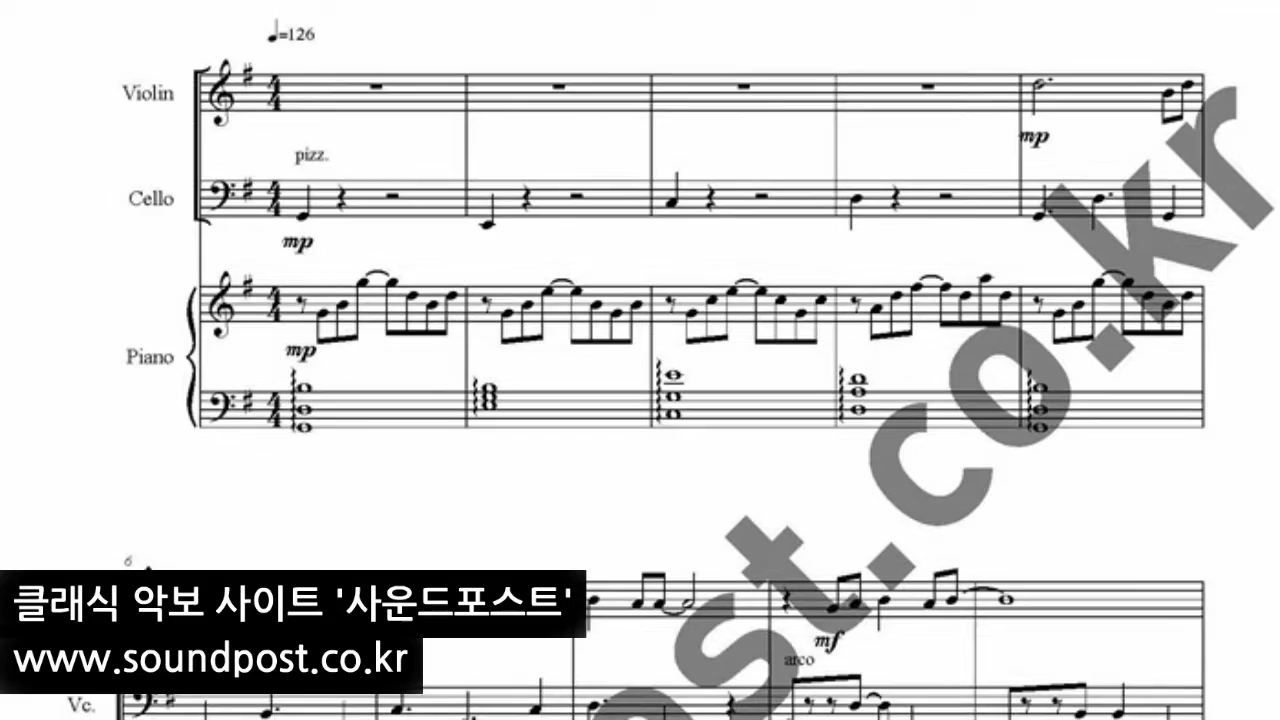 ♩=126
Violin
mp
pizz.
Cello
mp
mp
Piano
6
mf
arco
Vc.
클래식 악보 사이트 '사운드포스트'
www.soundpost.co.kr
ost.co.kr